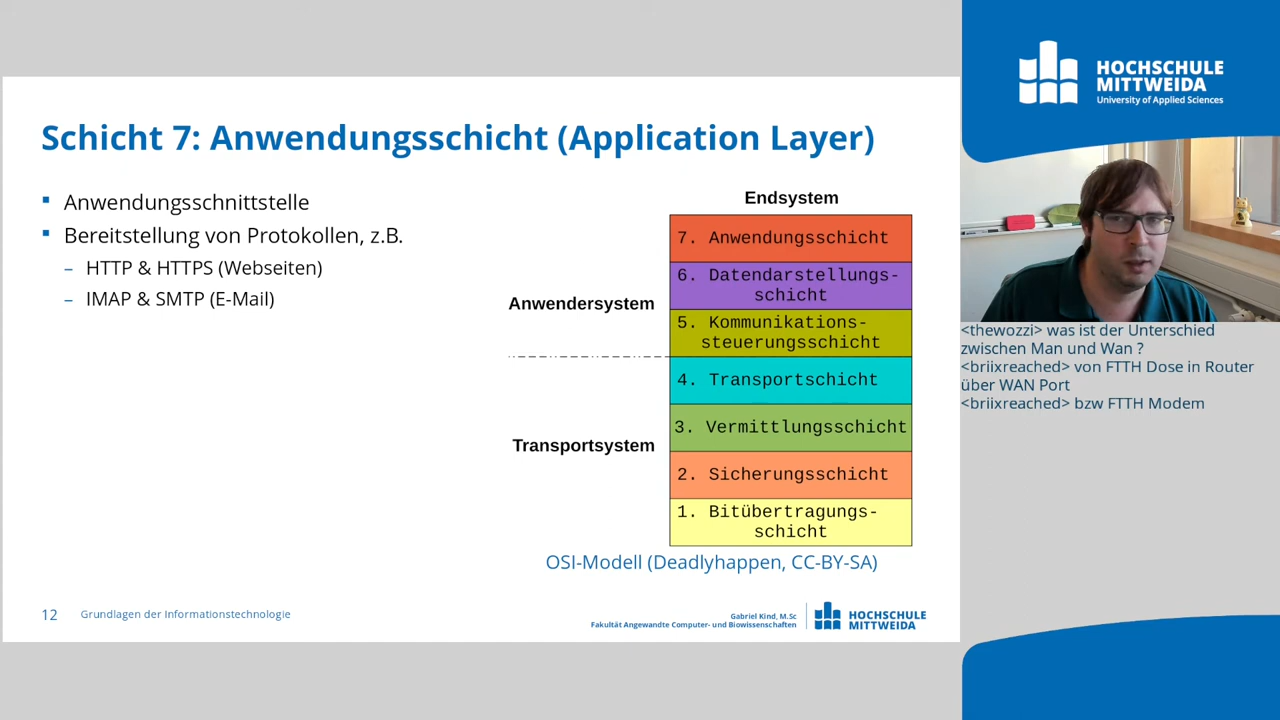 Schicht 7: Anwendungsschicht (Application Layer)
▪ Anwendungsschnittstelle
▪ Bereitstellung von Protokollen, z.B.
– HTTP & HTTPS (Webseiten)
– IMAP & SMTP (E-Mail)
Endsystem
7. Anwendungsschicht
6. Datendarstellungs-
schicht
Anwendersystem
5. Kommunikations-
steuerungsschicht
4. Transportschicht
3. Vermittlungsschicht
Transportsystem
2. Sicherungsschicht
1. Bitübertragungs-
schicht
OSI-Modell (Deadlyhappen, CC-BY-SA)
12 Grundlagen der Informationstechnologie
Gabriel Kind, M.Sc
Fakultät Angewandte Computer- und Biowissenschaften
HOCHSCHULE
MITTWEIDA
HOCHSCHULE
MITTWEIDA
University of Applied Sciences
<thewozzi> was ist der Unterschied
zwischen Man und Wan ?
<briixreached> von FTTH Dose in Router
über WAN Port
<briixreached> bzw FTTH Modem